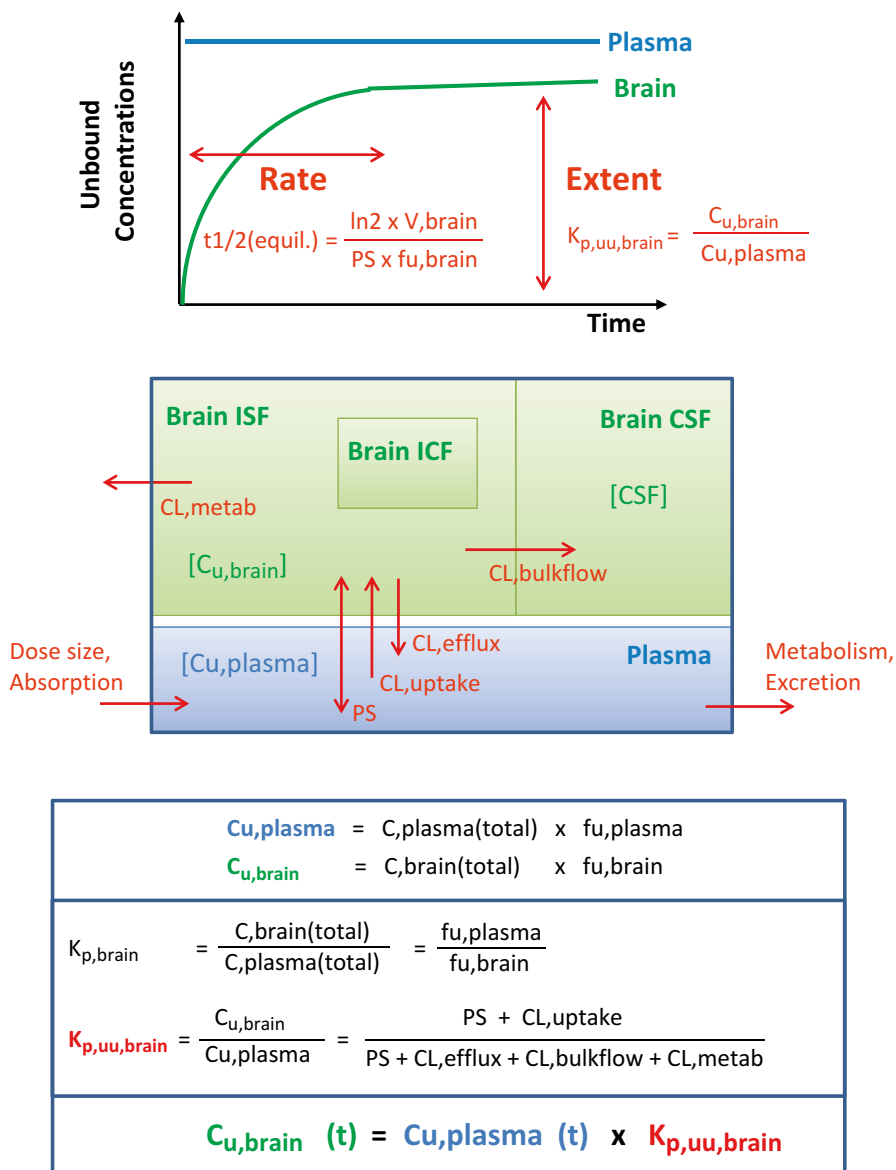 Unbound
Concentrations
Plasma
Brain
Rate
t1/2(equil.) = ln2 x V,brain
PS x fu,brain
Extent
Kp,uu,brain = Cu,brain
Cu,plasma
Time
Brain ISF
Brain ICF
Brain CSF
[CSF]
CL,metab
[Cu,brain]
CL,bulkflow
CL,efflux
[Cu,plasma]
CL,uptake
PS
Plasma
Dose size,
Absorption
Metabolism,
Excretion
Cu,plasma = C,plasma(total) x fu,plasma
Cu,brain = C,brain(total) x fu,brain
Kp,brain = C,brain(total) = fu,plasma
C,plasma(total) fu,brain
Kp,uu,brain = Cu,brain = PS + CL,uptake
Cu,plasma PS + CL,efflux + CL,bulkflow + CL,metab
Cu,brain (t) = Cu,plasma (t) x Kp,uu,brain